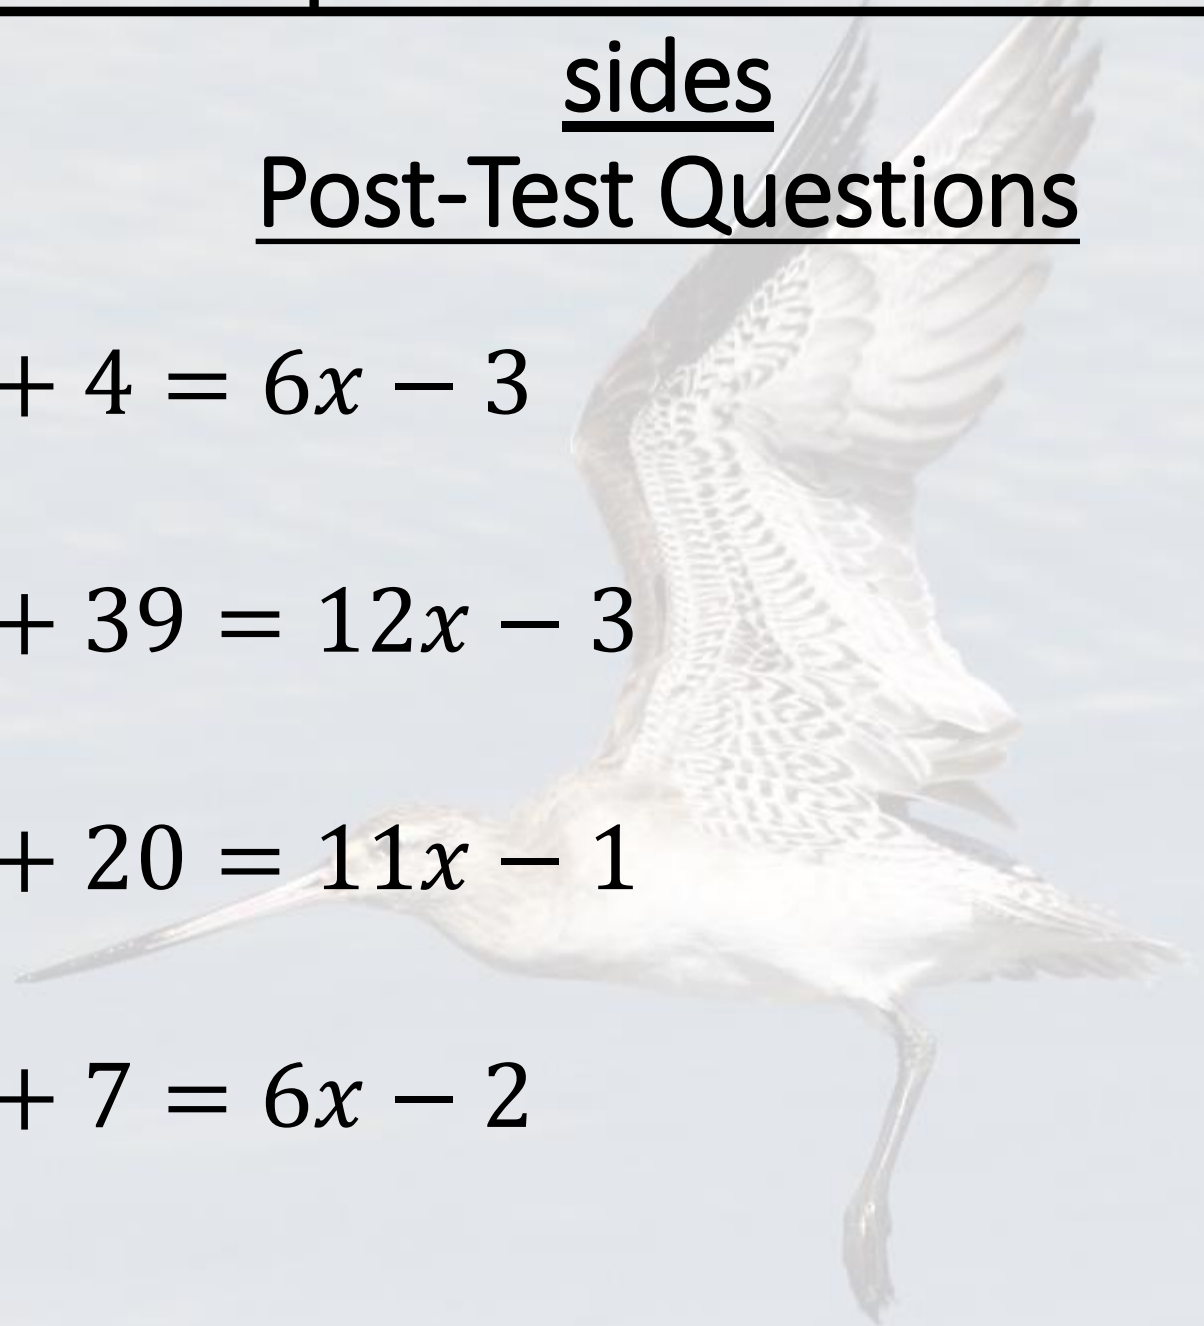 sides
Post-Test Questions
+ 4 = 6x − 3
+ 39 = 12x − 3
+ 20 = 11x − 1
+ 7 = 6x − 2